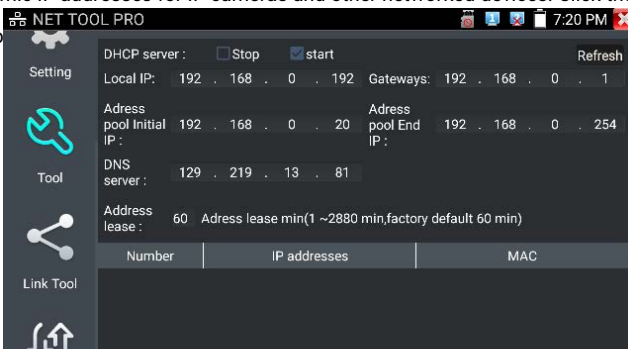 NET TOOL PRO
7:20 PM
Setting
Tool
Link Tool
DHCP server : Stop start Refresh
Local IP: 192 . 168 . 0 . 192 Gateways: 192 . 168 . 0 . 1
Adress pool Initial IP : 192 . 168 . 0 . 20
Adress pool End IP : 192 . 168 . 0 . 254
DNS server : 129 . 219 . 13 . 81
Address lease : 60 Adress lease min(1 ~2880 min,factory default 60 min)
Number IP addresses MAC